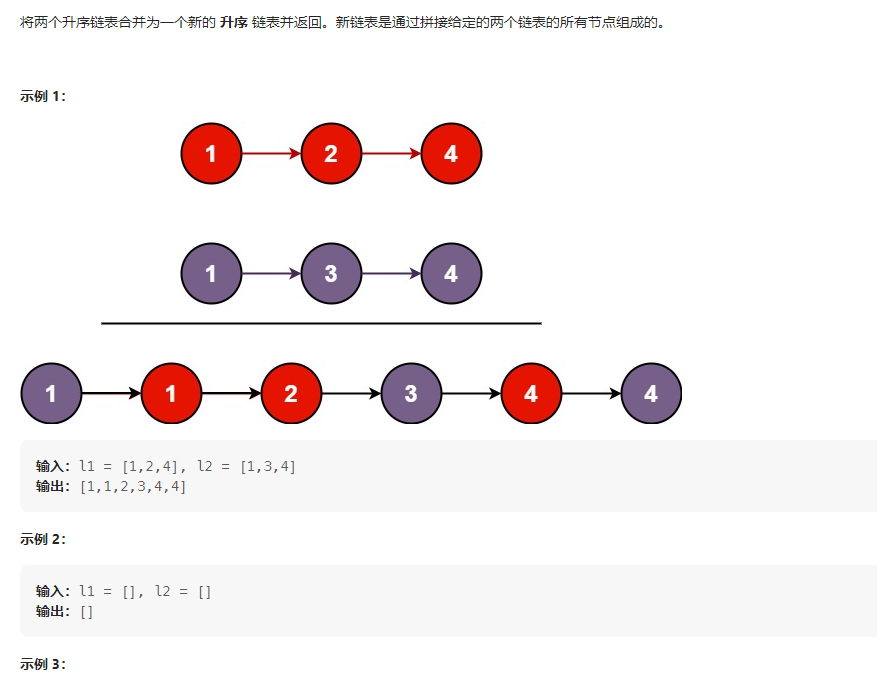 将两个升序链表合并为一个新的 升序 链表并返回。新链表是通过拼接给定的两个链表的所有节点组成的。
示例 1：
1 2 4
1 3 4
1 1 2 3 4 4
输入：l1 = [1,2,4], l2 = [1,3,4]
输出：[1,1,2,3,4,4]
示例 2：
输入：l1 = [], l2 = []
输出：[]
示例 3：